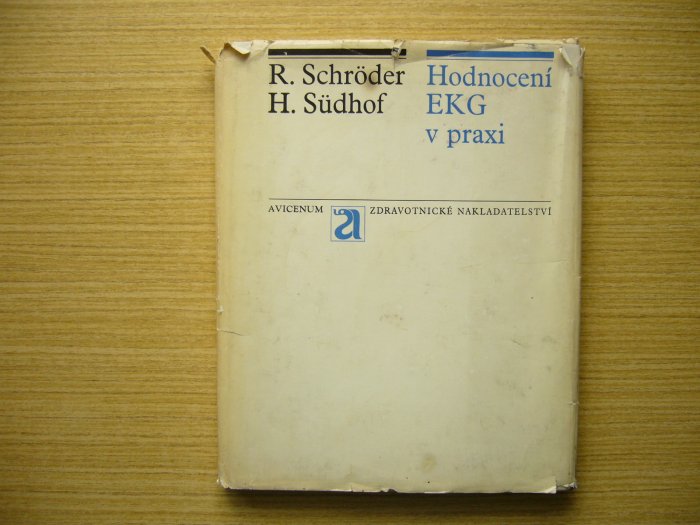 R. Schröder
H. Südhof
Hodnocení
EKG
v praxi
AVICENUM a ZDRAVOTNICKÉ NAKLADATELSTVÍ